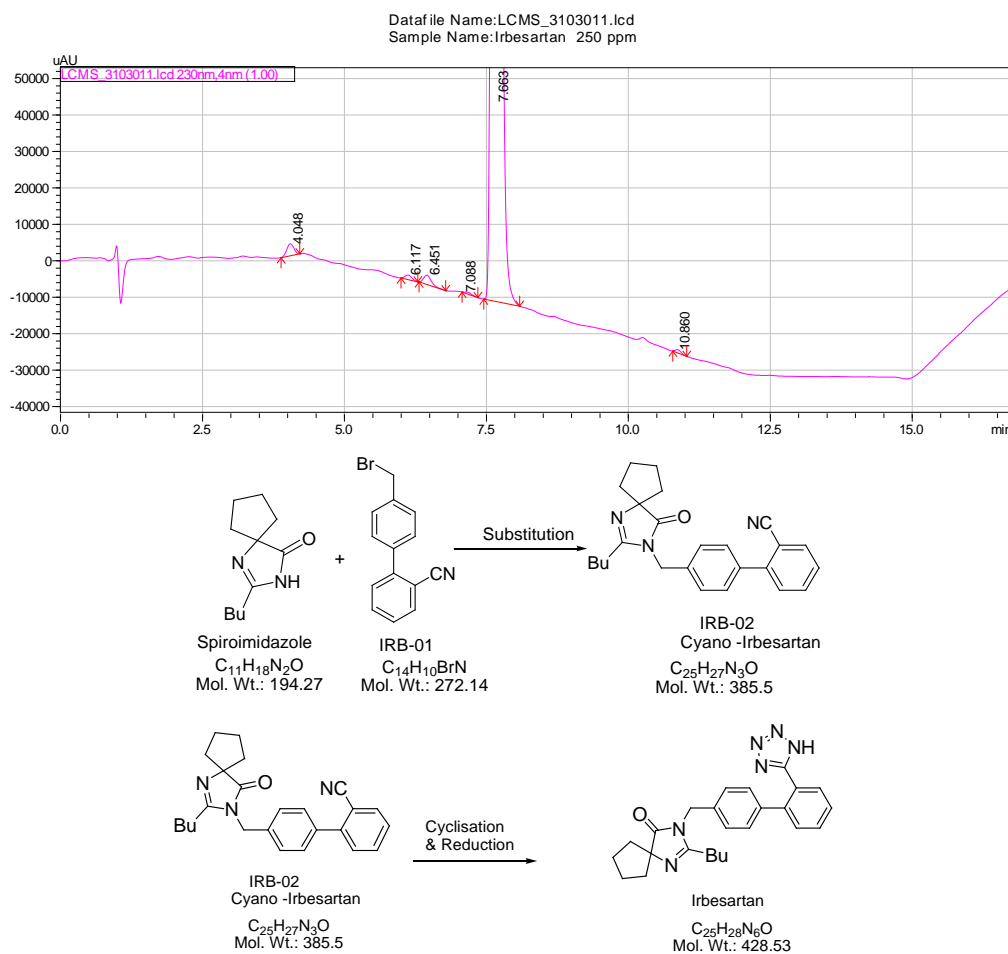 Datafile Name:LCMS_3103011.lcd
Sample Name:Irbesartan 250 ppm
uAU
LCMS_3103011.lcd 230nm,4nm (1.00)
50000
40000
30000
20000
10000
0
-10000
-20000
-30000
-40000
4.048
6.117
6.451
7.088
7.663
10.860
0.0 2.5 5.0 7.5 10.0 12.5 15.0 min
Br
N
NH
O
Bu
+
CN
Substitution
N
O
N
Bu
NC
Spiroimidazole
C11H18N2O
Mol. Wt.: 194.27
IRB-01
C14H10BrN
Mol. Wt.: 272.14
IRB-02
Cyano -Irbesartan
C25H27N3O
Mol. Wt.: 385.5
N
O
N
Bu
NC
Cyclisation
& Reduction
N N
N NH
O
N
N
Bu
IRB-02
Cyano -Irbesartan
C25H27N3O
Mol. Wt.: 385.5
Irbesartan
C25H28N6O
Mol. Wt.: 428.53